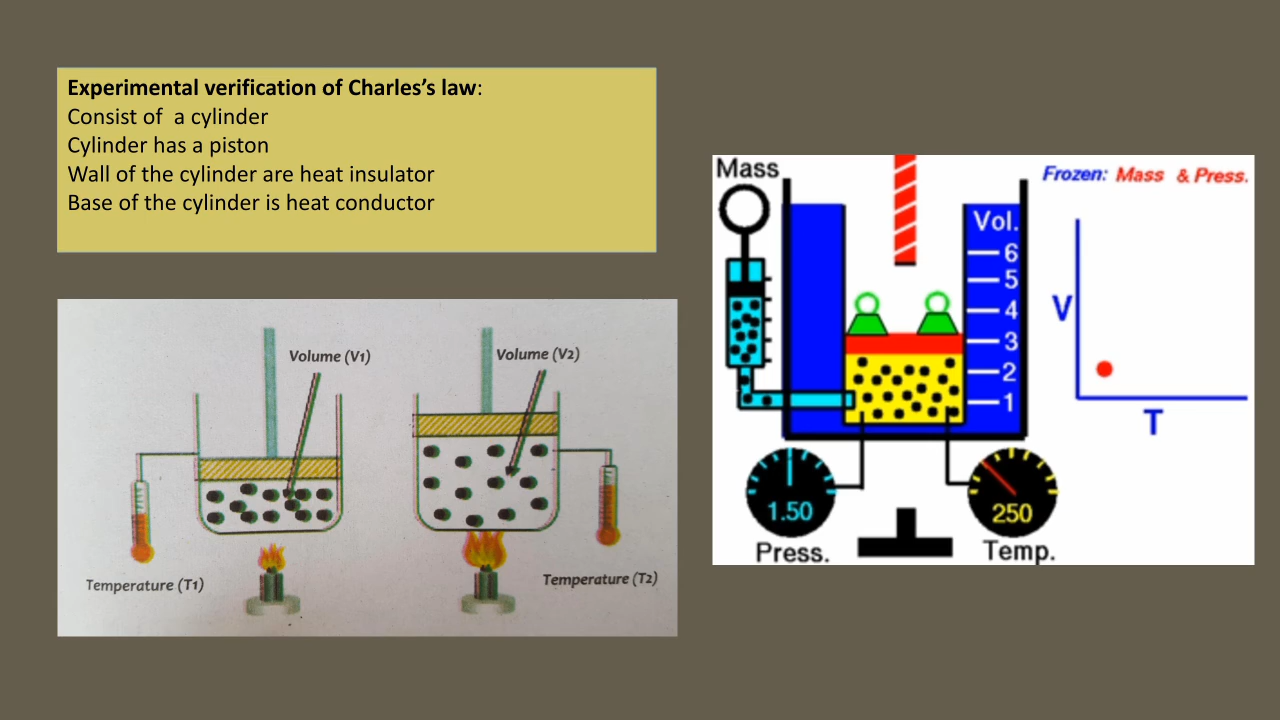 Experimental verification of Charles’s law:
Consist of  a cylinder
Cylinder has a piston
Wall of the cylinder are heat insulator
Base of the cylinder is heat conductor
Volume (V1)
Volume (V2)
Temperature (T1)
Temperature (T2)
Mass
Frozen: Mass & Press.
Vol.
6
5
4
3
2
1
V
T
1.50
250
Press.
Temp.